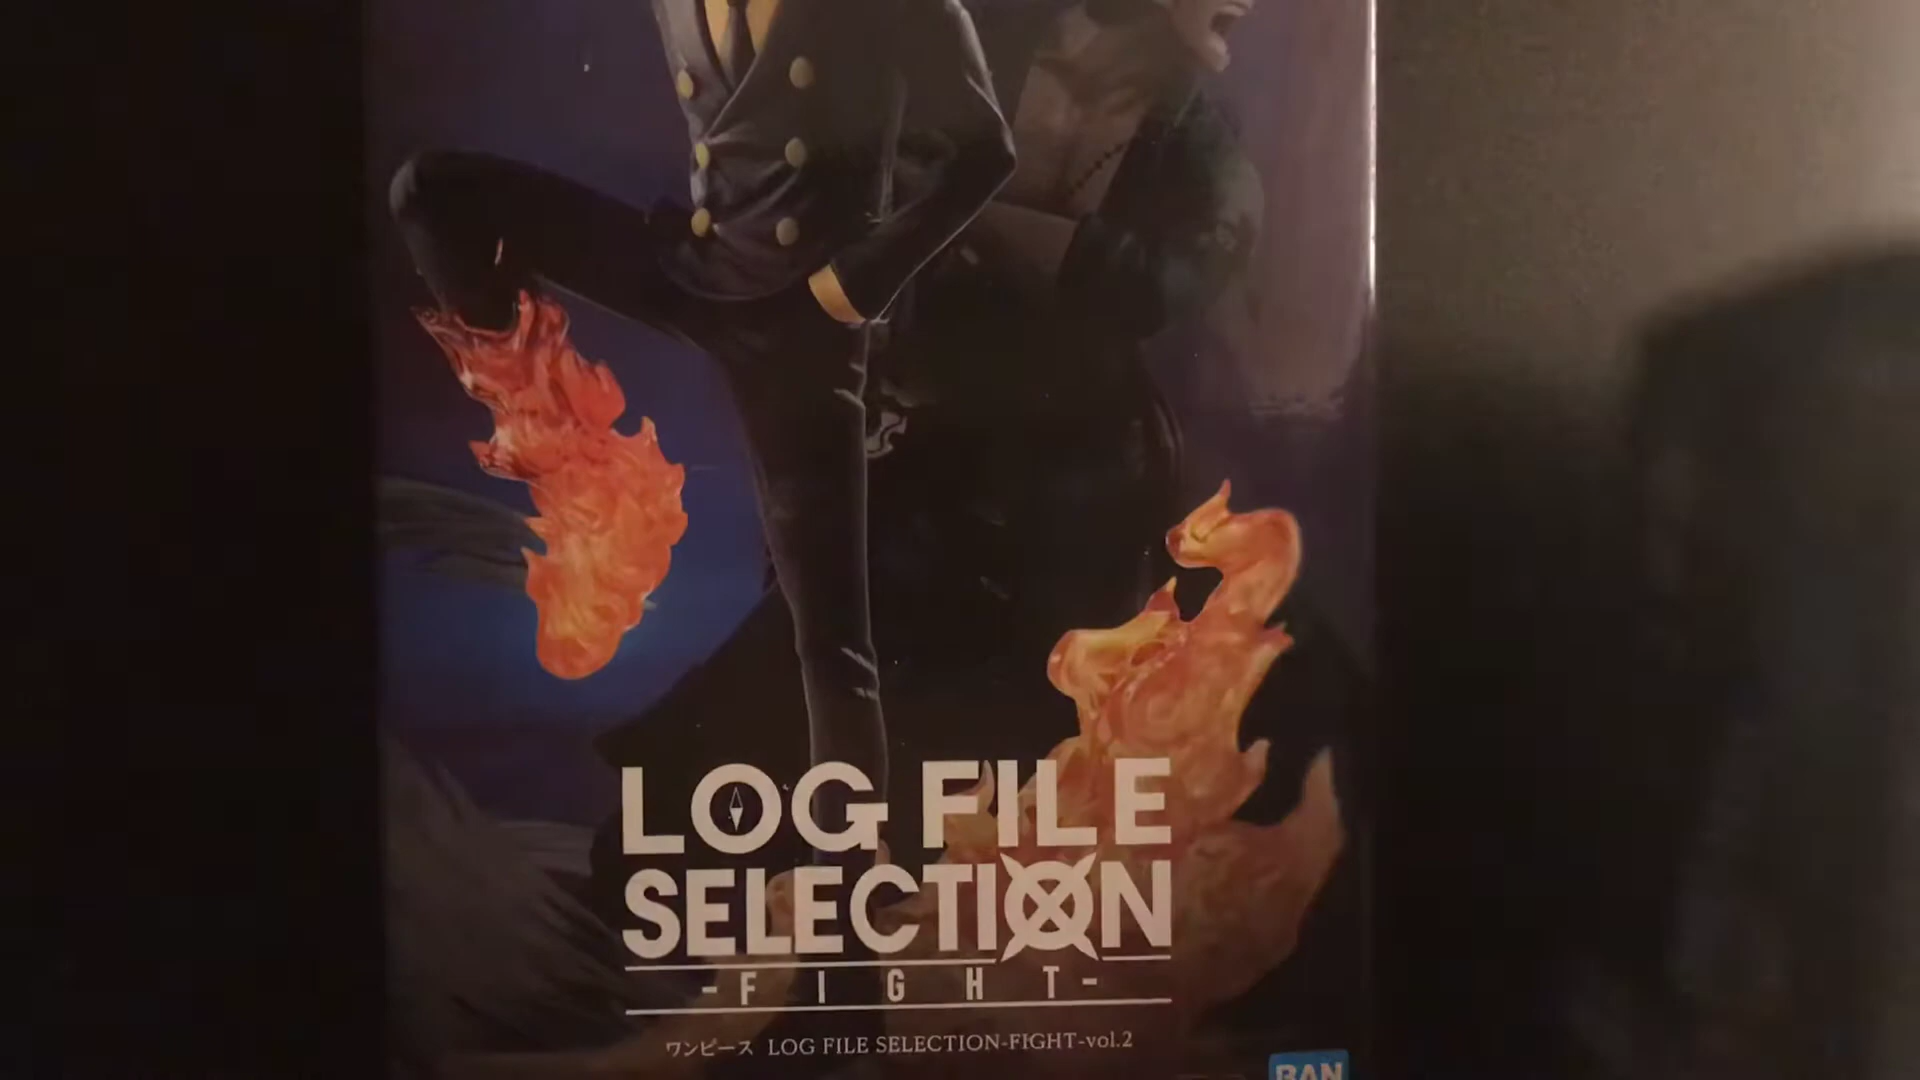 LOG FILE
SELECTION
-FIGHT-
ワンピース LOG FILE SELECTION-FIGHT-vol.2
BAN